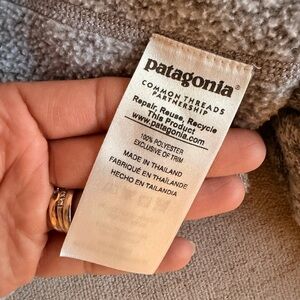 patagonia®
COMMON THREADS
PARTNERSHIP
Repair, Reuse, Recycle
This Product
www.patagonia.com
100% POLYESTER
EXCLUSIVE OF TRIM
MADE IN THAILAND
FABRIQUÉ EN THAÏLANDE
HECHO EN TAILANDIA